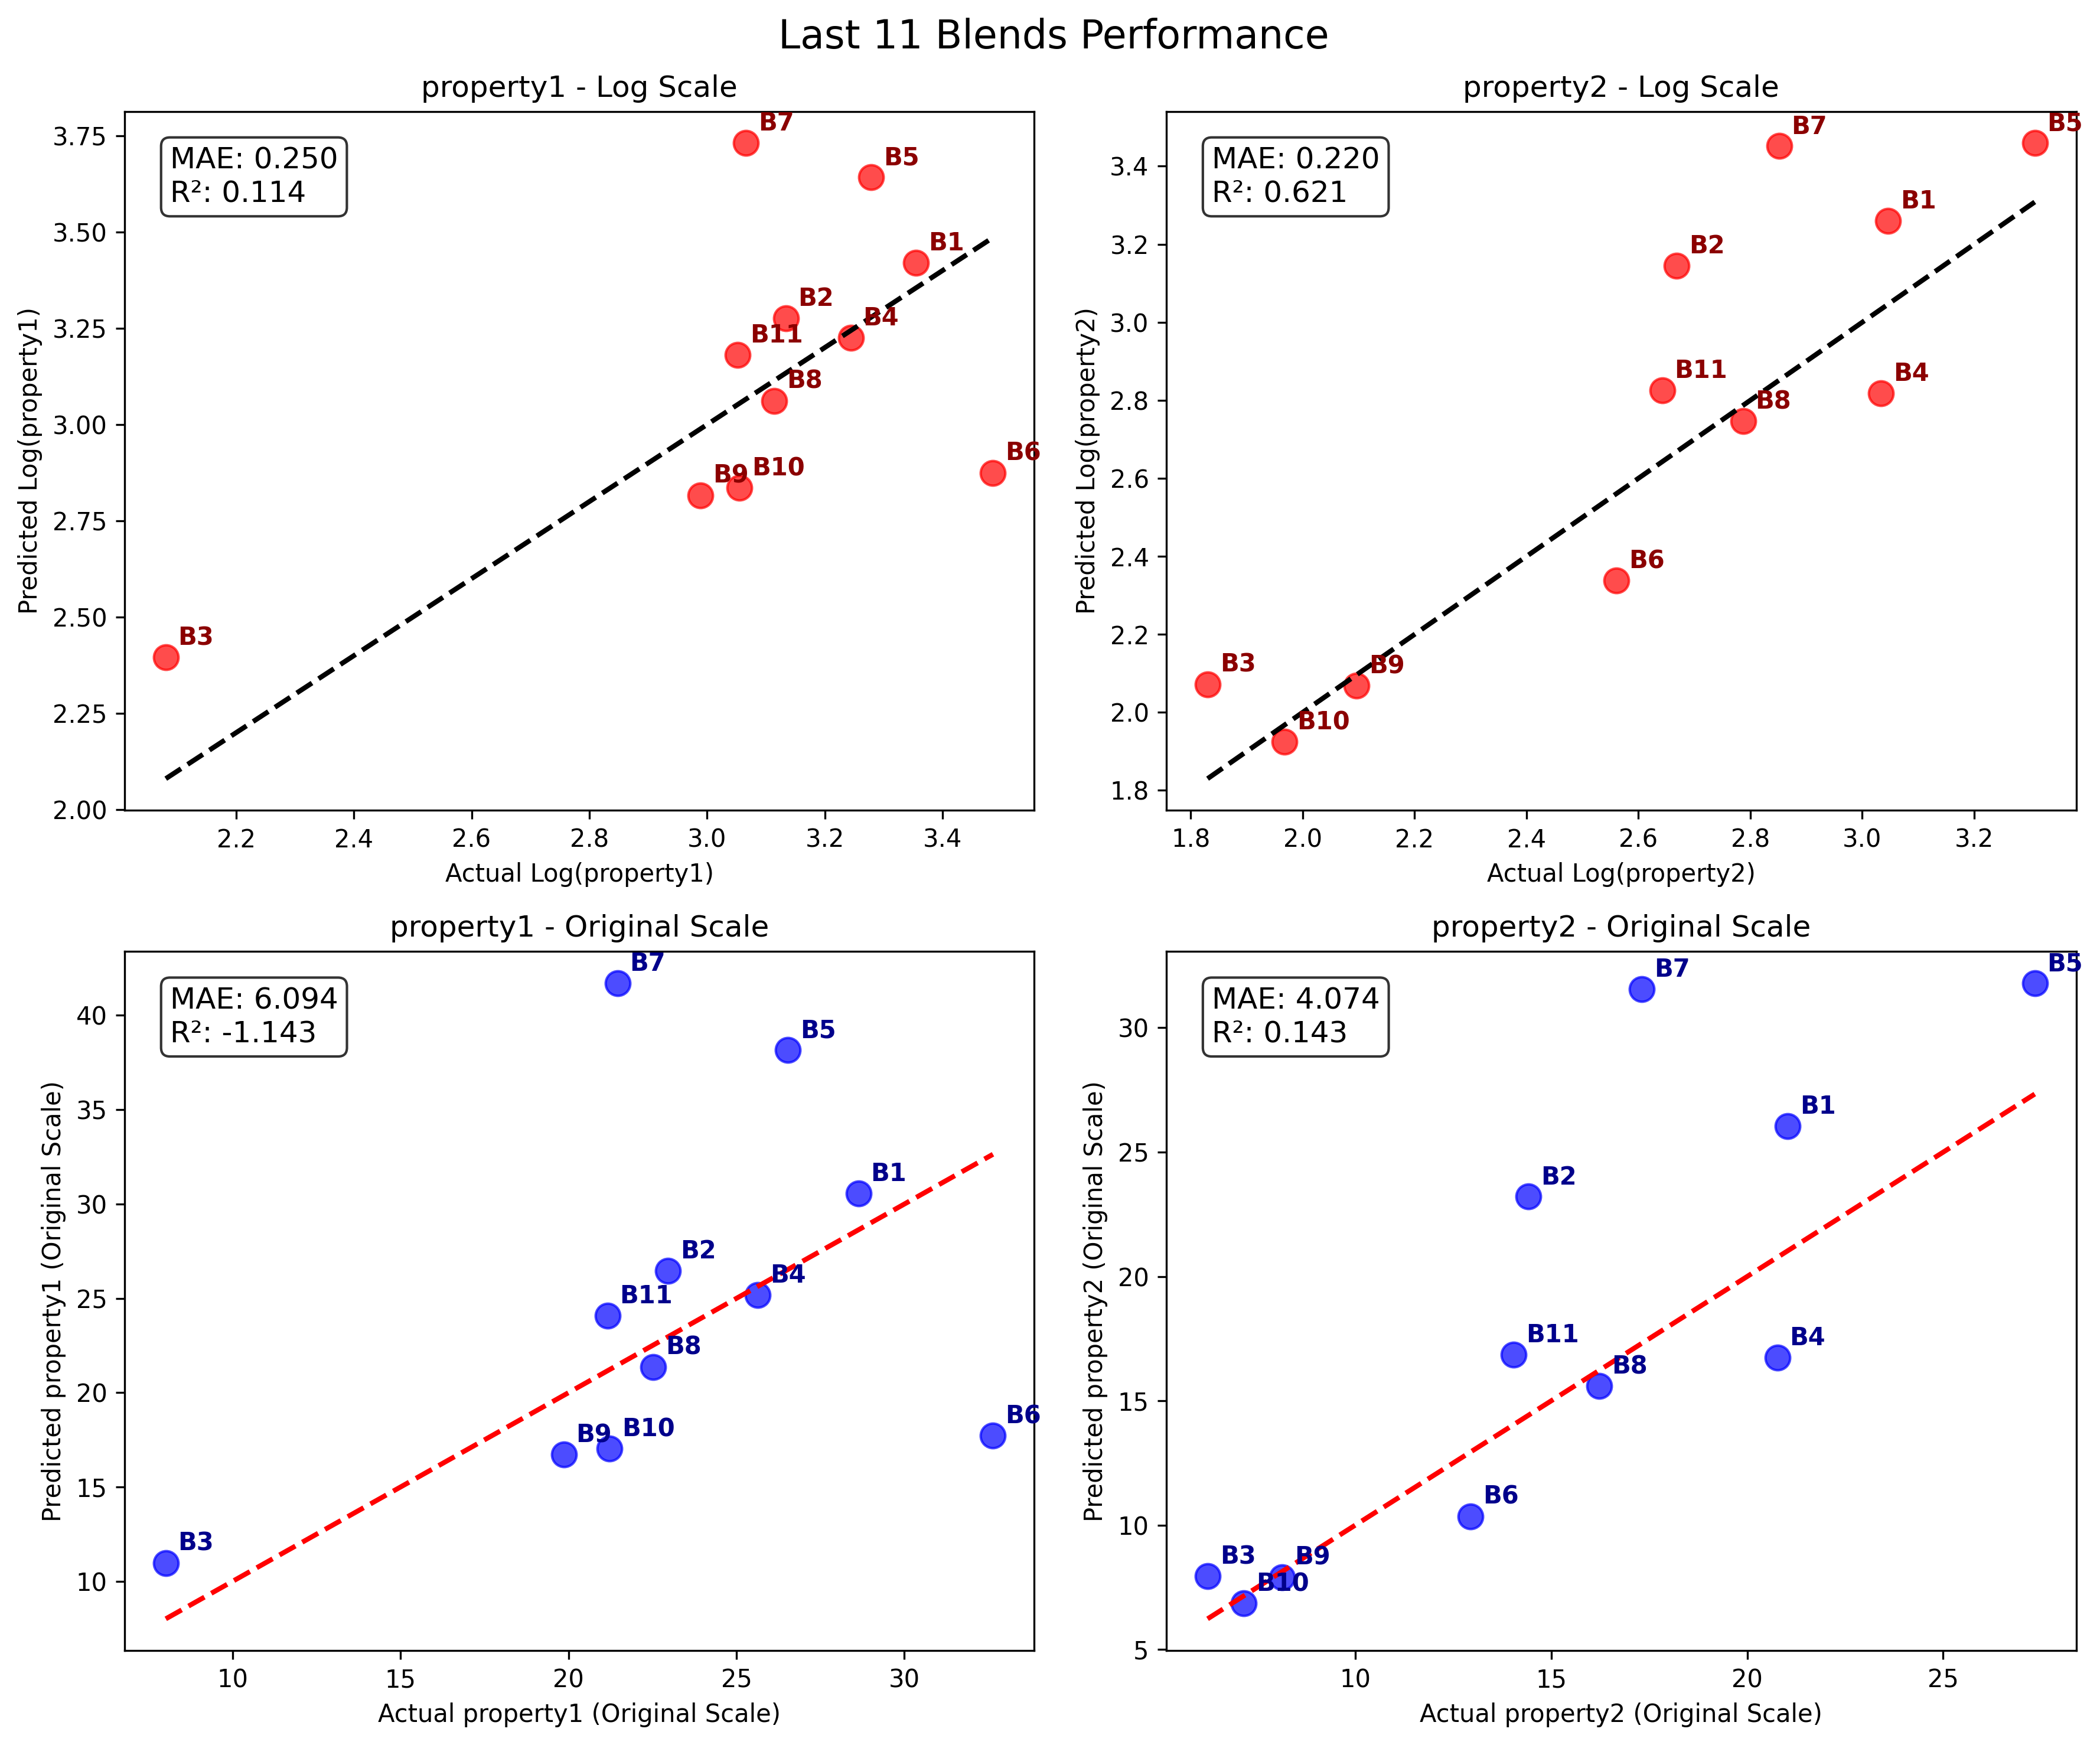 Last 11 Blends Performance
property1 - Log Scale
MAE: 0.250
R²: 0.114
B7
B5
B1
B2
B4
B11
B8
B6
B10
B9
B3
3.75
3.50
3.25
3.00
2.75
2.50
2.25
2.00
2.2
2.4
2.6
2.8
3.0
3.2
3.4
Predicted Log(property1)
Actual Log(property1)
property2 - Log Scale
MAE: 0.220
R²: 0.621
B5
B7
B1
B2
B11
B4
B8
B6
B3
B9
B10
3.4
3.2
3.0
2.8
2.6
2.4
2.2
2.0
1.8
1.8
2.0
2.2
2.4
2.6
2.8
3.0
3.2
Predicted Log(property2)
Actual Log(property2)
property1 - Original Scale
MAE: 6.094
R²: -1.143
B7
B5
B1
B2
B4
B11
B8
B6
B10
B9
B3
40
35
30
25
20
15
10
10
15
20
25
30
Predicted property1 (Original Scale)
Actual property1 (Original Scale)
property2 - Original Scale
MAE: 4.074
R²: 0.143
B5
B7
B1
B2
B11
B4
B8
B6
B3
B9
B10
30
25
20
15
10
5
10
15
20
25
Predicted property2 (Original Scale)
Actual property2 (Original Scale)